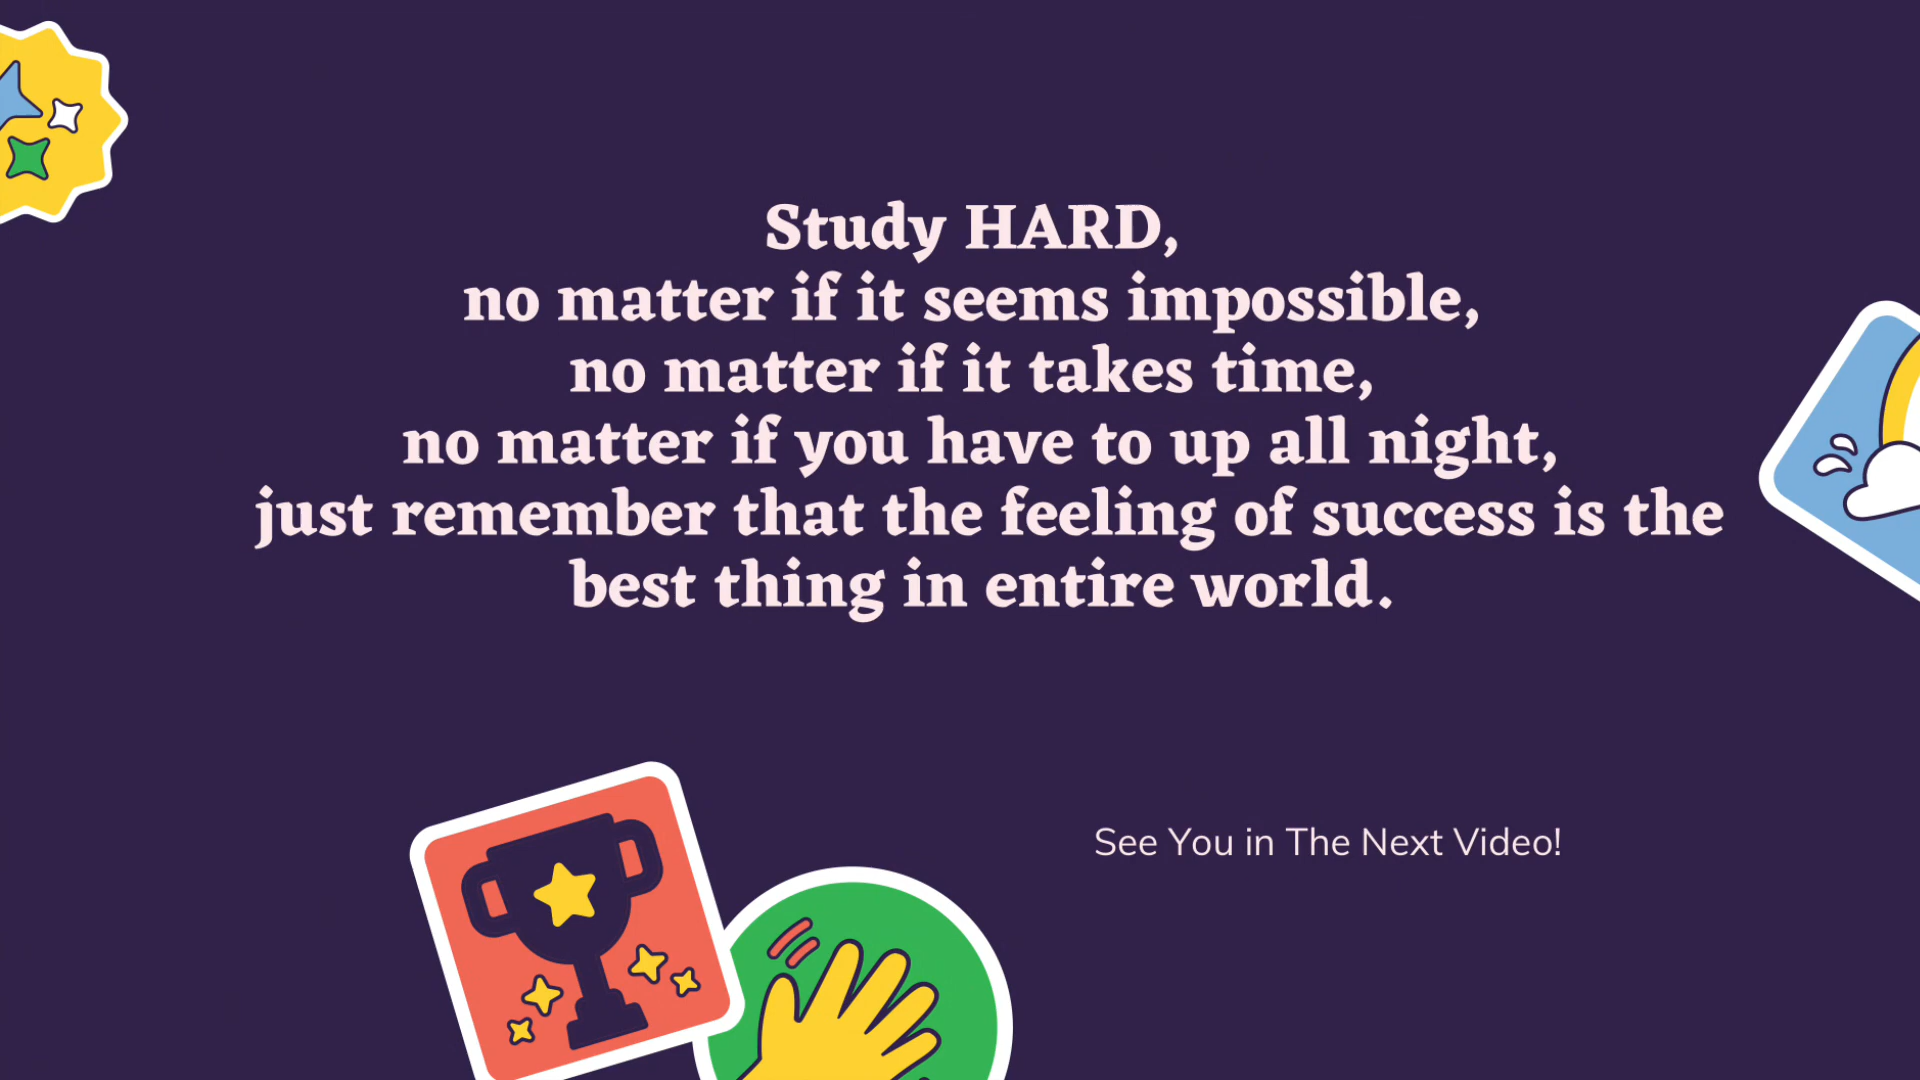 Study HARD,
no matter if it seems impossible,
no matter if it takes time,
no matter if you have to up all night,
just remember that the feeling of success is the
best thing in entire world.
See You in The Next Video!